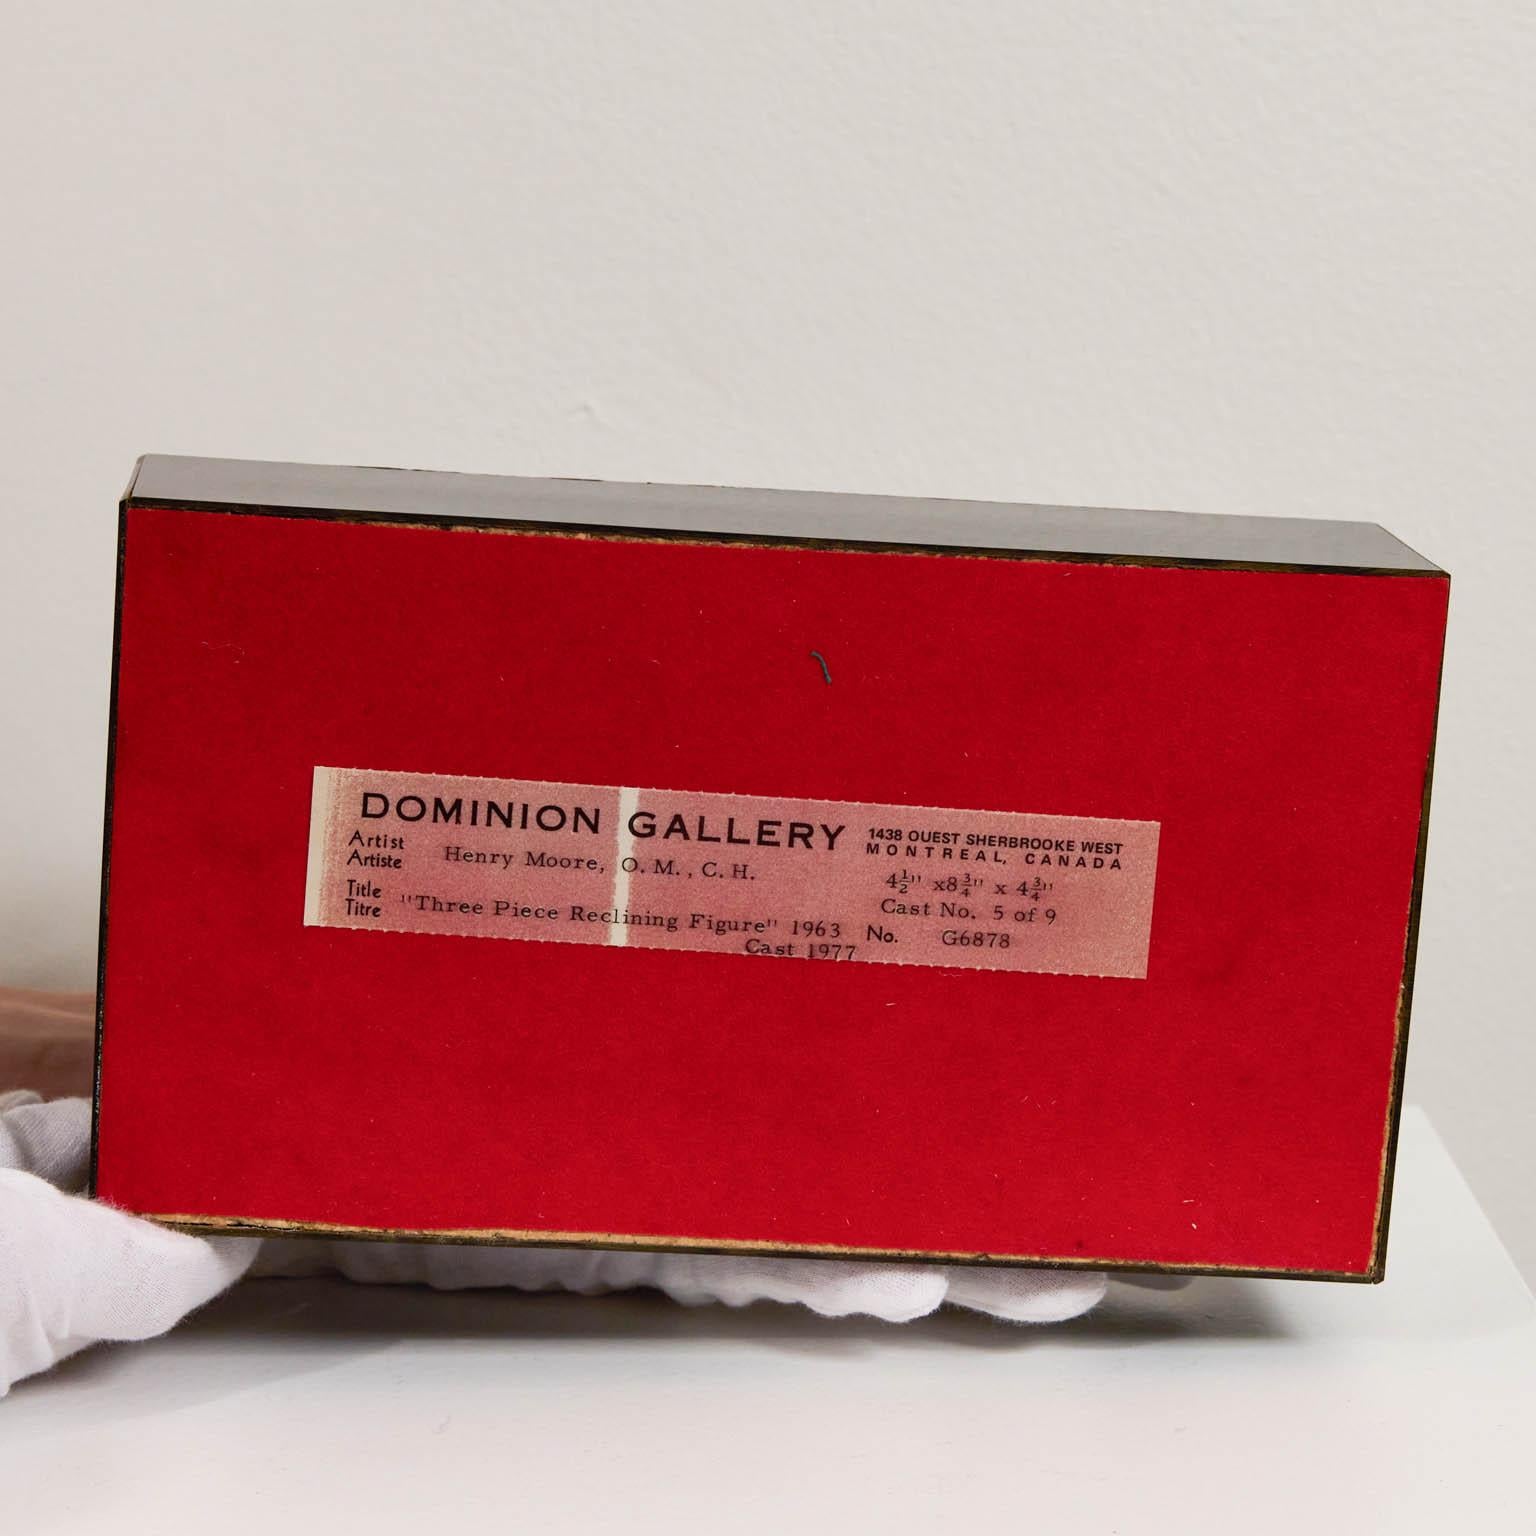 DOMINION GALLERY
1438 OUEST SHERBROOKE WEST
MONTREAL, CANADA
Artist
Artiste
Henry Moore, O. M., C. H.
4½" x8¾" x 4¾"
Cast No. 5 of 9
Title
Titre
"Three Piece Reclining Figure" 1963
No. G6878
Cast 1977